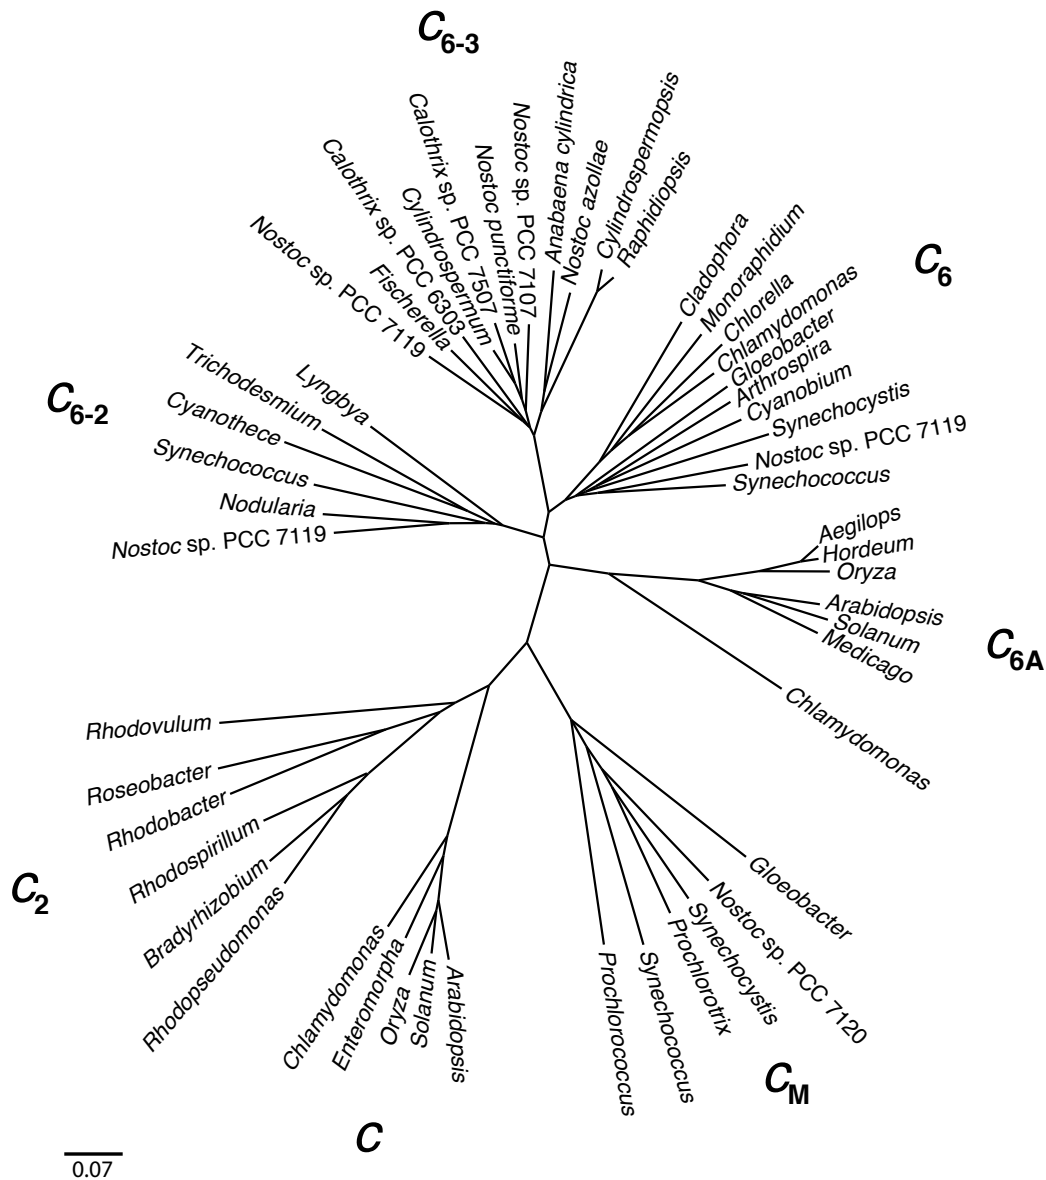 C6-3
Nostoc sp. PCC 7119
Fischerella
Calothrix sp. PCC 6303
Cylindrospermum
Calothrix sp. PCC 7507
Nostoc punctiforme
Nostoc sp. PCC 7107
Anabaena cylindrica
Nostoc azollae
Cylindrospermopsis
Raphidiopsis
C6
Cladophora
Monoraphidium
Chlorella
Chlamydomonas
Gloeobacter
Arthrospira
Cyanobium
Synechocystis
Nostoc sp. PCC 7119
Synechococcus
C6-2
Lyngbya
Trichodesmium
Cyanothece
Synechococcus
Nodularia
Nostoc sp. PCC 7119
C6A
Aegilops
Hordeum
Oryza
Arabidopsis
Solanum
Medicago
Chlamydomonas
C2
Rhodovulum
Roseobacter
Rhodobacter
Rhodospirillum
Bradyrhizobium
Rhodopseudomonas
C
Chlamydomonas
Enteromorpha
Oryza
Solanum
Arabidopsis
CM
Prochlorococcus
Synechococcus
Prochlorotrix
Synechocystis
Nostoc sp. PCC 7120
Gloeobacter
0.07